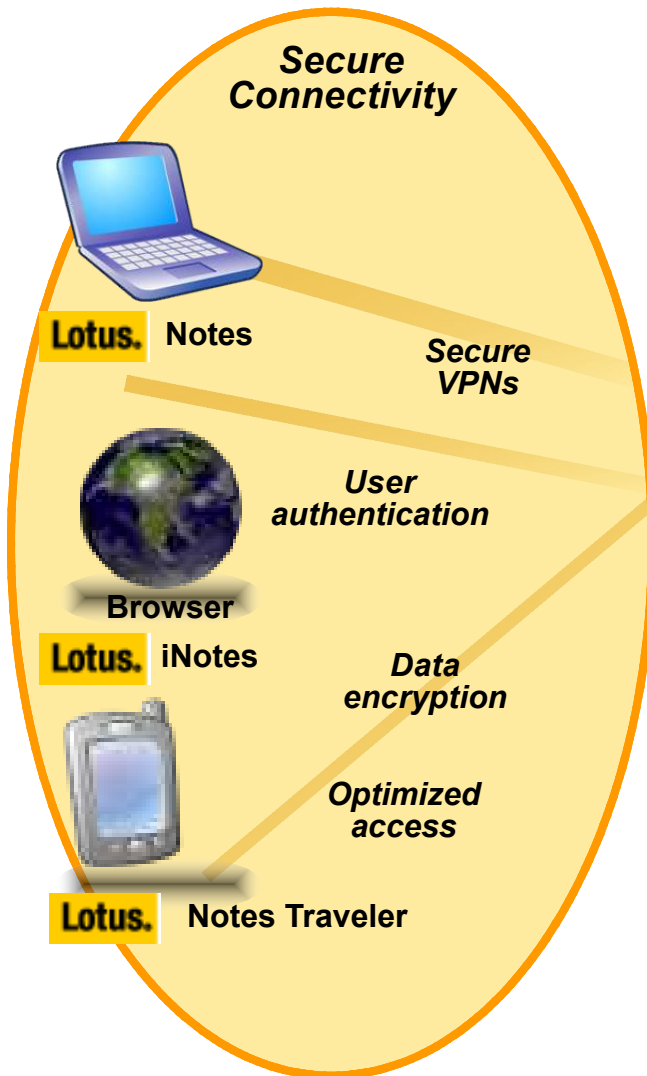 Secure
Connectivity
Lotus. Notes
Secure
VPNs
User
authentication
Browser
Lotus. iNotes
Data
encryption
Optimized
access
Lotus. Notes Traveler